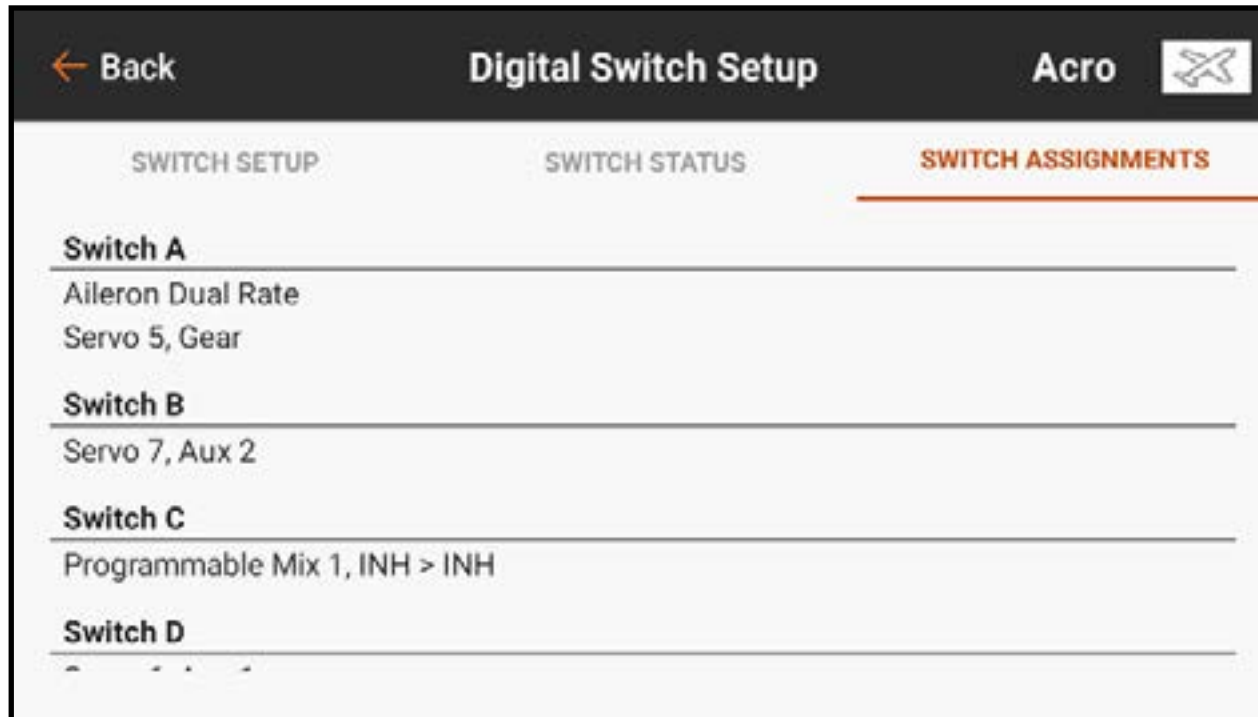 Back
Digital Switch Setup
Acro
SWITCH SETUP
SWITCH STATUS
SWITCH ASSIGNMENTS
Switch A
Aileron Dual Rate
Servo 5, Gear
Switch B
Servo 7, Aux 2
Switch C
Programmable Mix 1, INH > INH
Switch D